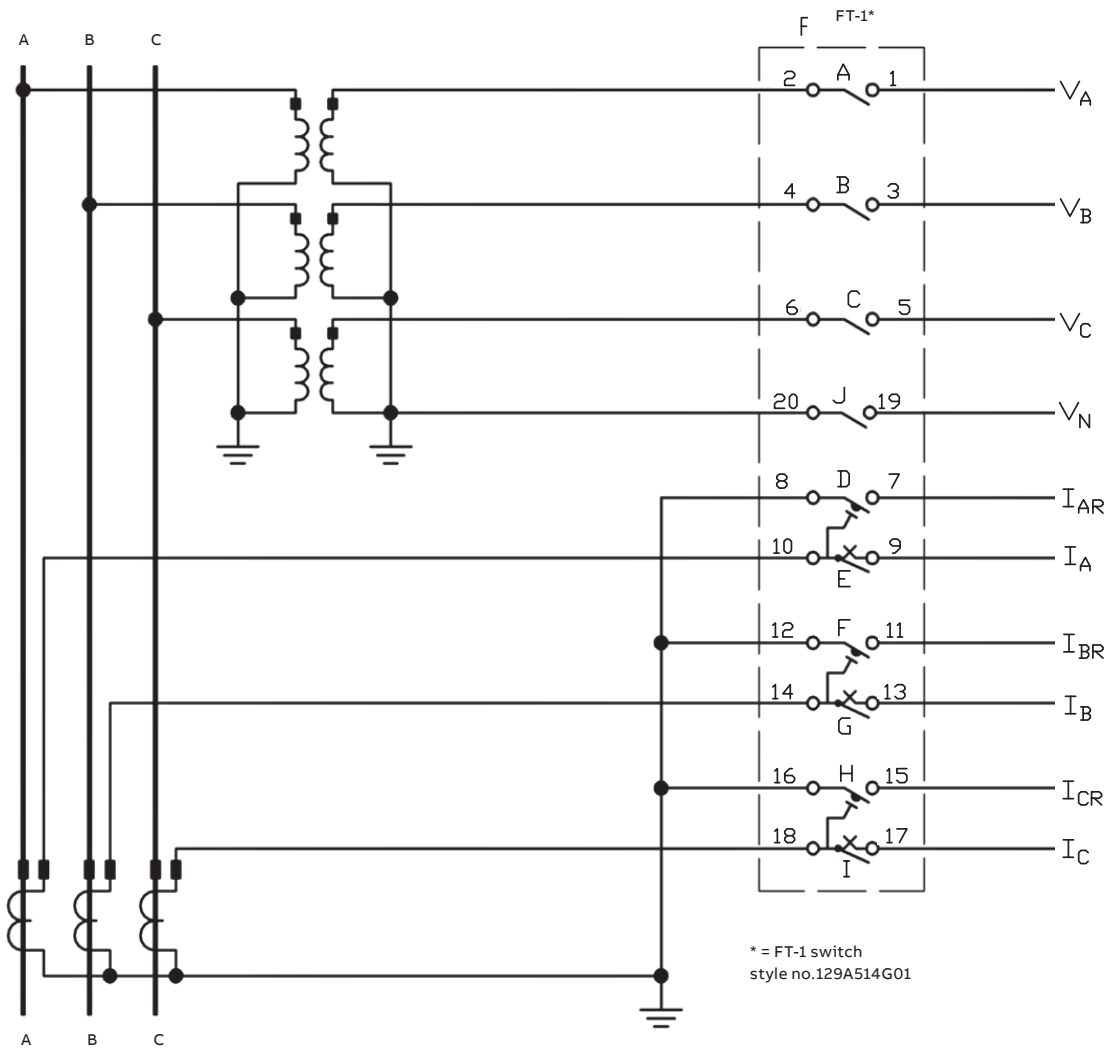 F FT-1*
A B C
2 A 1 VA
4 B 3 VB
6 C 5 VC
20 J 19 VN
8 D 7 IAR
10 9 IA
E
12 F 11 IBR
14 13 IB
G
16 H 15 ICR
18 17 IC
I
* = FT-1 switch
style no.129A514G01
A B C